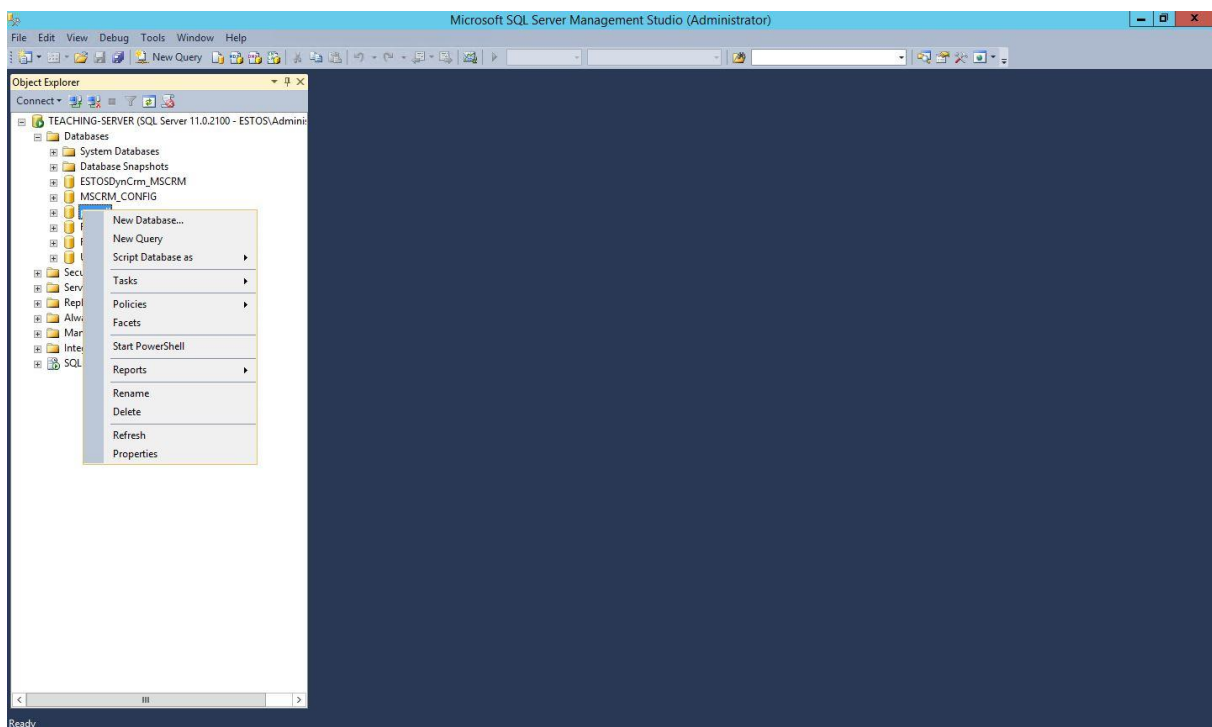 Microsoft SQL Server Management Studio (Administrator)
File Edit View Debug Tools Window Help
New Query
Object Explorer
Connect
TEACHING-SERVER (SQL Server 11.0.2100 - ESTOS\Adminis
Databases
System Databases
Database Snapshots
ESTOSDynCrm_MSCRM
MSCRM_CONFIG
Secu
Serv
Repl
Alwa
Man
Integ
SQL
New Database...
New Query
Script Database as
Tasks
Policies
Facets
Start PowerShell
Reports
Rename
Delete
Refresh
Properties
Ready